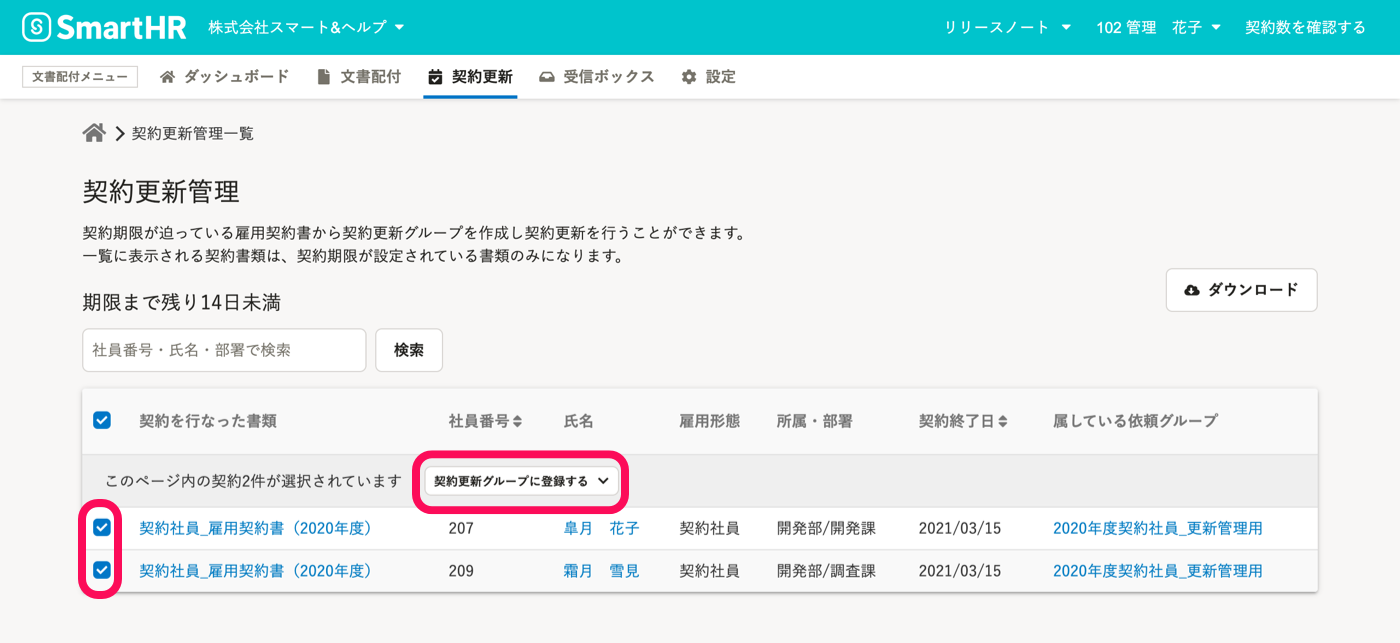 SmartHR 株式会社スマート&ヘルプ リリースノート 102 管理 花子 契約数を確認する
文書配付メニュー ダッシュボード 文書配付 契約更新 受信ボックス 設定
契約更新管理一覧
契約更新管理
契約期限が迫っている雇用契約書から契約更新グループを作成し契約更新を行うことができます。
一覧に表示される契約書類は、契約期限が設定されている書類のみになります。
ダウンロード
期限まで残り14日未満
社員番号・氏名・部署で検索 検索
契約を行なった書類 社員番号 氏名 雇用形態 所属・部署 契約終了日 属している依頼グループ
このページ内の契約2件が選択されています 契約更新グループに登録する
契約社員_雇用契約書（2020年度） 207 皐月 花子 契約社員 開発部/開発課 2021/03/15 2020年度契約社員_更新管理用
契約社員_雇用契約書（2020年度） 209 霜月 雪見 契約社員 開発部/調査課 2021/03/15 2020年度契約社員_更新管理用